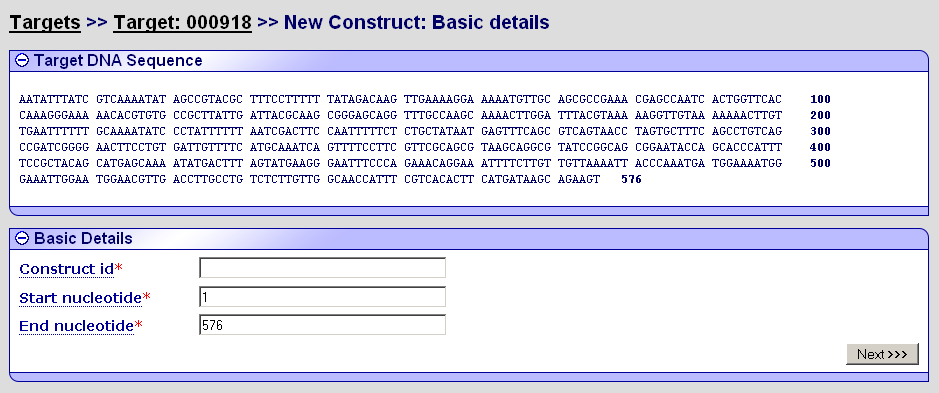 Targets >> Target: 000918 >> New Construct: Basic details
Target DNA Sequence
AATATTTATC GTCAAAATAT AGCCGTACGC TTTCCTTTTT TATAGACAAG TTGAAAAGGA AAAATGTTGC AGCGCCGAAA CGAGCCAATC ACTGGTTCAC 100
CAAAGGGAAA AACACGTGTG CCGCTTATTG ATTACGCAAG CGGGAGCAGG TTTGCCAAGC AAAACTTGGA TTTACGTAAA AAGGTTGTAA AAAAACTTGT 200
TGAATTTTTT GCAAAATATC CCTATTTTTT AATCGACTTC CAATTTTTCT CTGCTATAAT GAGTTTCAGC GTCAGTAACC TAGTGCTTTC AGCCTGTCAG 300
CCGATCGGGG AACTTCCTGT GATTGTTTTC ATGCAAATCA GTTTTCCTTC GTTCGCAGCG TAAGCAGGCG TATCCGGCAG CGGAATACCA GCACCCATTT 400
TCCGCTACAG CATGAGCAAA ATATGACTTT AGTATGAAGG GAATTTCCCA GAAACAGGAA ATTTTCTTGT TGTTAAAATT ACCCAAATGA TGGAAAATGG 500
GAAATTGGAA TGGAACGTTG ACCTTGCCTG TCTCTTGTTG GCAACCATTT CGTCACACTT CATGATAAGC AGAAGT 576
Basic Details
Construct id*
Start nucleotide* 1
End nucleotide* 576
Next >>>